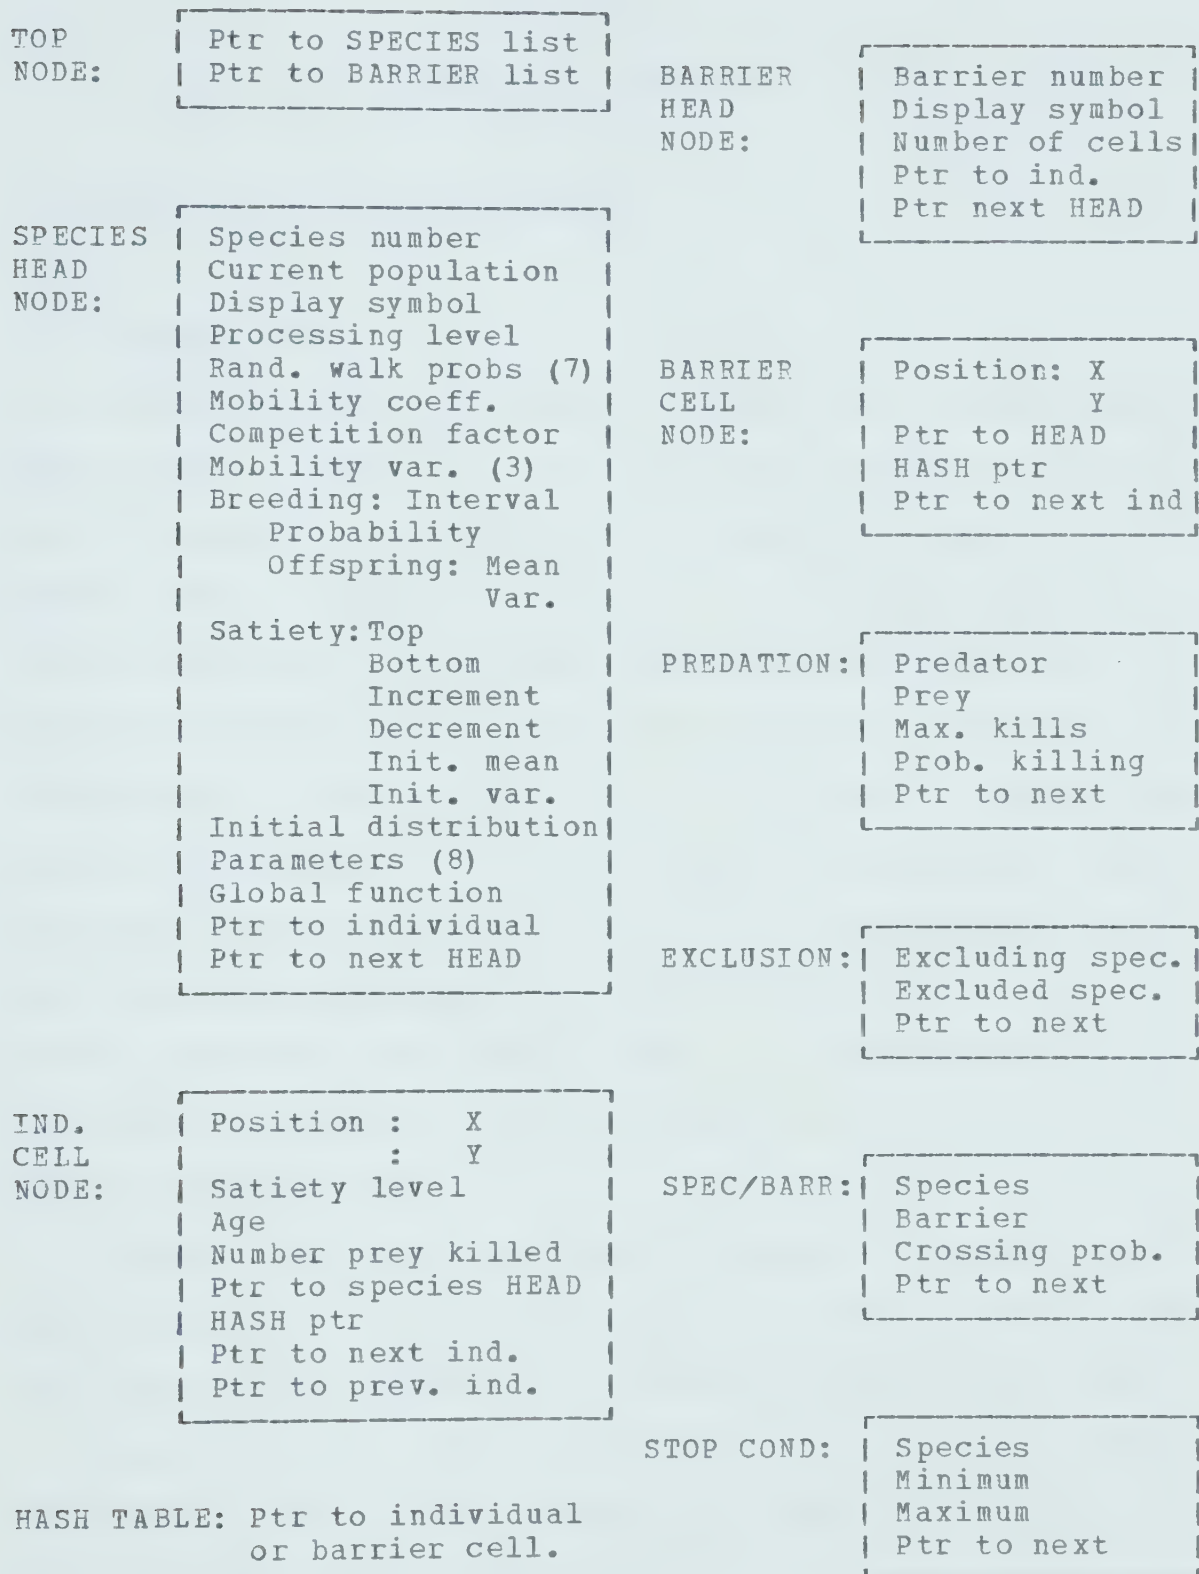 TOP Ptr to SPECIES list
NODE: Ptr to BARRIER list
SPECIES Species number
HEAD Current population
NODE: Display symbol
Processing level
Rand. walk probs (7)
Mobility coeff.
Competition factor
Mobility var. (3)
Breeding: Interval
Probability
Offspring: Mean
Var.
Satiety: Top
Bottom
Increment
Decrement
Init. mean
Init. var.
Initial distribution
Parameters (8)
Global function
Ptr to individual
Ptr to next HEAD
IND. Position : X
CELL : Y
NODE: Satiety level
Age
Number prey killed
Ptr to species HEAD
HASH ptr
Ptr to next ind.
Ptr to prev. ind.
HASH TABLE: Ptr to individual
or barrier cell.
BARRIER Barrier number
HEAD Display symbol
NODE: Number of cells
Ptr to ind.
Ptr next HEAD
BARRIER Position: X
CELL Y
NODE: Ptr to HEAD
HASH ptr
Ptr to next ind
PREDATION: Predator
Prey
Max. kills
Prob. killing
Ptr to next
EXCLUSION: Excluding spec.
Excluded spec.
Ptr to next
SPEC/BARR: Species
Barrier
Crossing prob.
Ptr to next
STOP COND: Species
Minimum
Maximum
Ptr to next